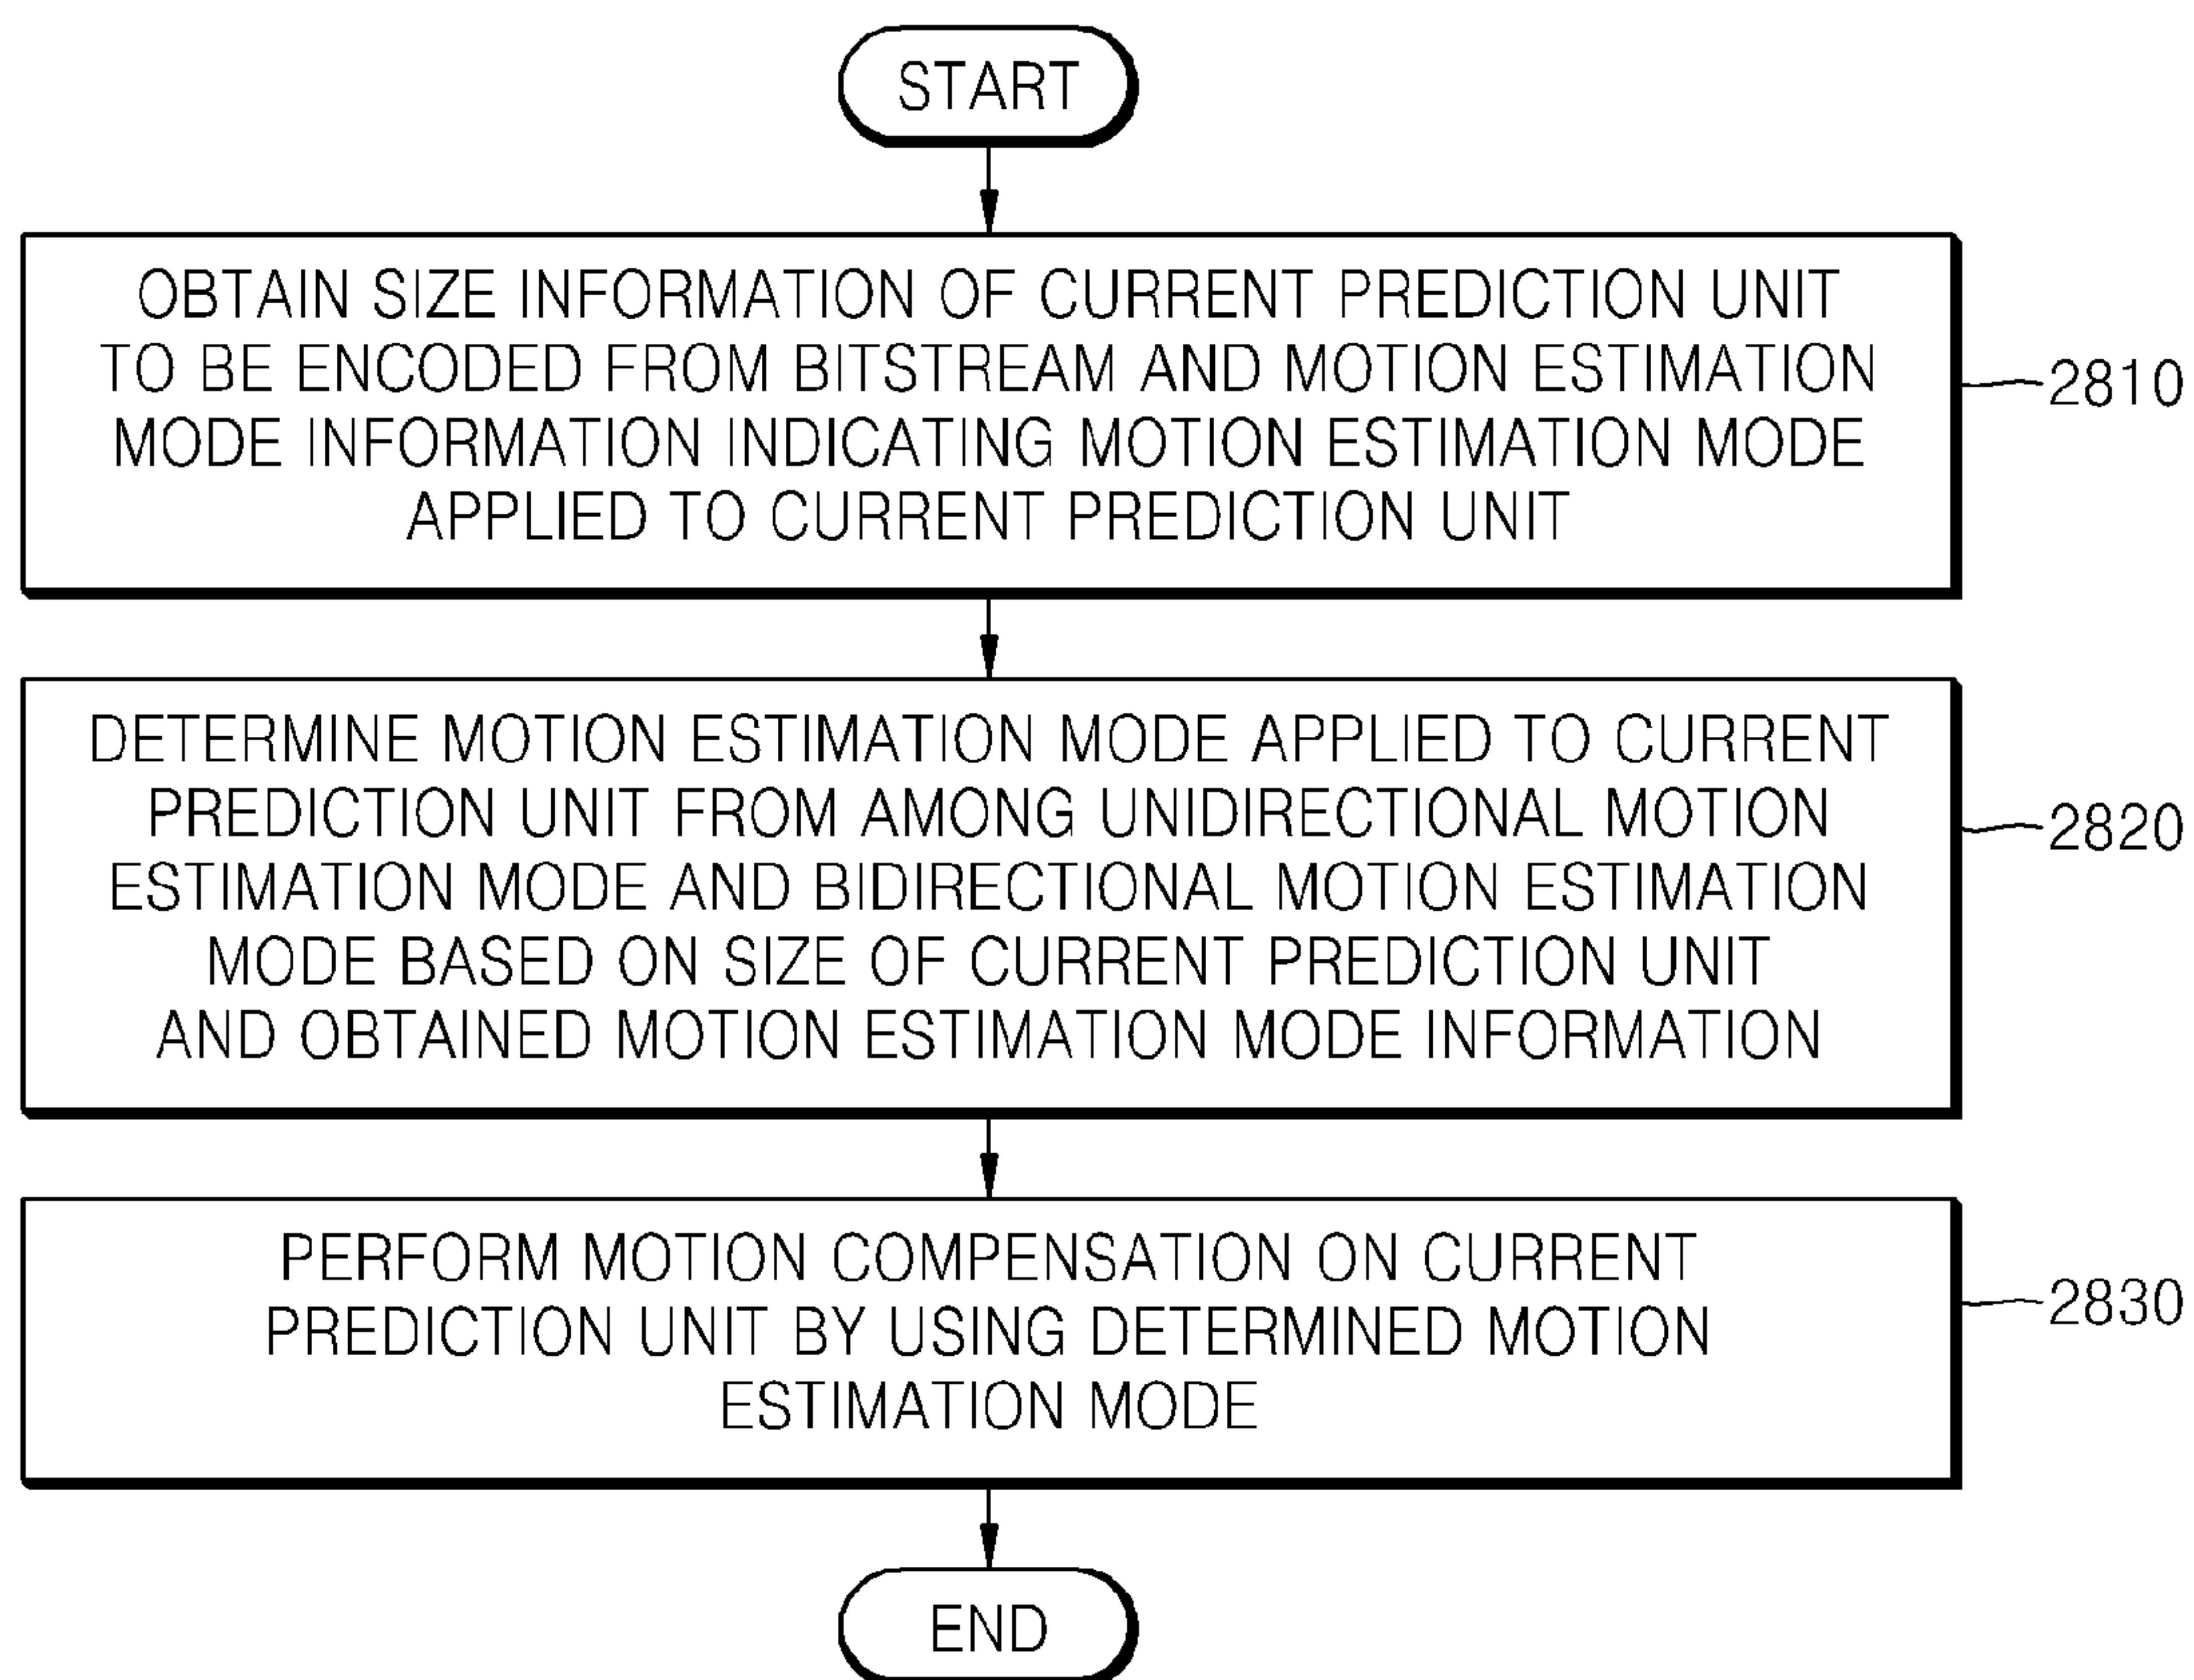 START
OBTAIN SIZE INFORMATION OF CURRENT PREDICTION UNIT
TO BE ENCODED FROM BITSTREAM AND MOTION ESTIMATION
MODE INFORMATION INDICATING MOTION ESTIMATION MODE
APPLIED TO CURRENT PREDICTION UNIT
2810
DETERMINE MOTION ESTIMATION MODE APPLIED TO CURRENT
PREDICTION UNIT FROM AMONG UNIDIRECTIONAL MOTION
ESTIMATION MODE AND BIDIRECTIONAL MOTION ESTIMATION
MODE BASED ON SIZE OF CURRENT PREDICTION UNIT
AND OBTAINED MOTION ESTIMATION MODE INFORMATION
2820
PERFORM MOTION COMPENSATION ON CURRENT
PREDICTION UNIT BY USING DETERMINED MOTION
ESTIMATION MODE
2830
END